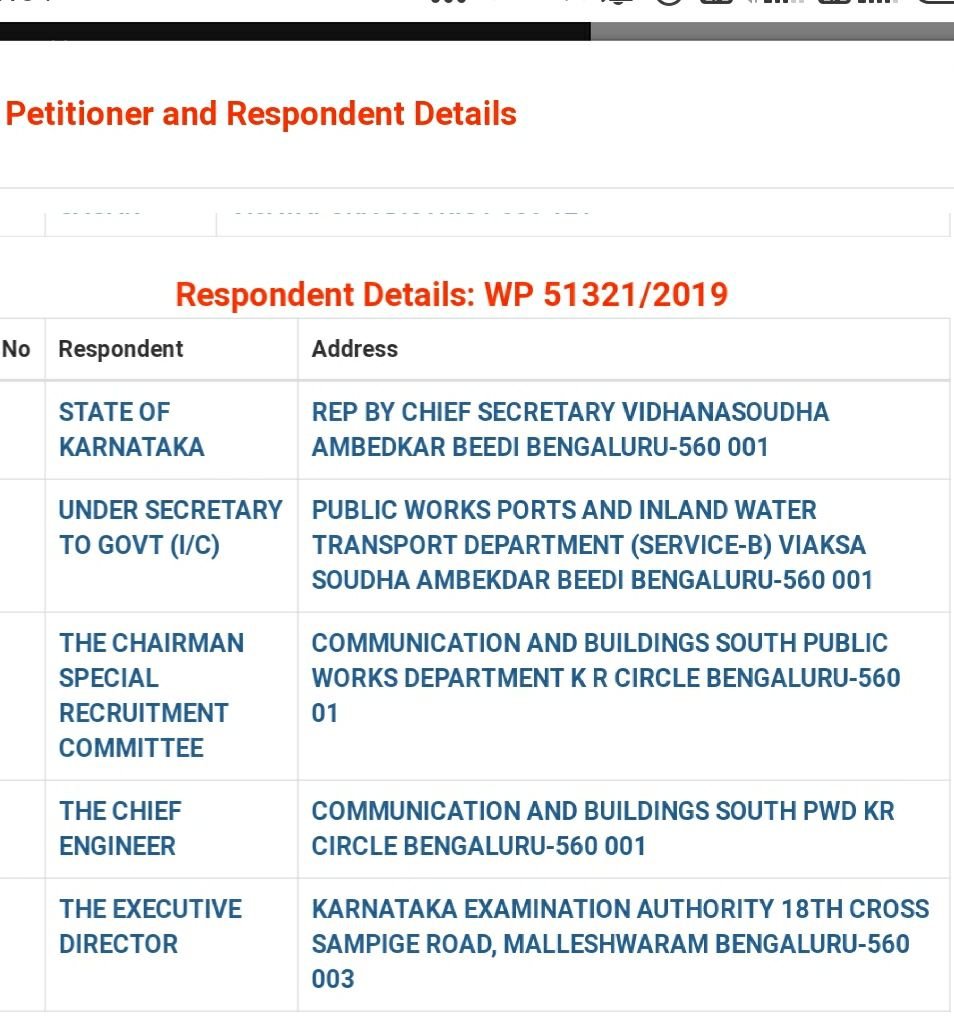 Petitioner and Respondent Details
Respondent Details: WP 51321/2019
No Respondent Address
STATE OF
KARNATAKA
REP BY CHIEF SECRETARY VIDHANASOUDHA
AMBEDKAR BEEDI BENGALURU-560 001
UNDER SECRETARY
TO GOVT (I/C)
PUBLIC WORKS PORTS AND INLAND WATER
TRANSPORT DEPARTMENT (SERVICE-B) VIAKSA
SOUDHA AMBEKDAR BEEDI BENGALURU-560 001
THE CHAIRMAN
SPECIAL
RECRUITMENT
COMMITTEE
COMMUNICATION AND BUILDINGS SOUTH PUBLIC
WORKS DEPARTMENT K R CIRCLE BENGALURU-560
01
THE CHIEF
ENGINEER
COMMUNICATION AND BUILDINGS SOUTH PWD KR
CIRCLE BENGALURU-560 001
THE EXECUTIVE
DIRECTOR
KARNATAKA EXAMINATION AUTHORITY 18TH CROSS
SAMPIGE ROAD, MALLESHWARAM BENGALURU-560
003